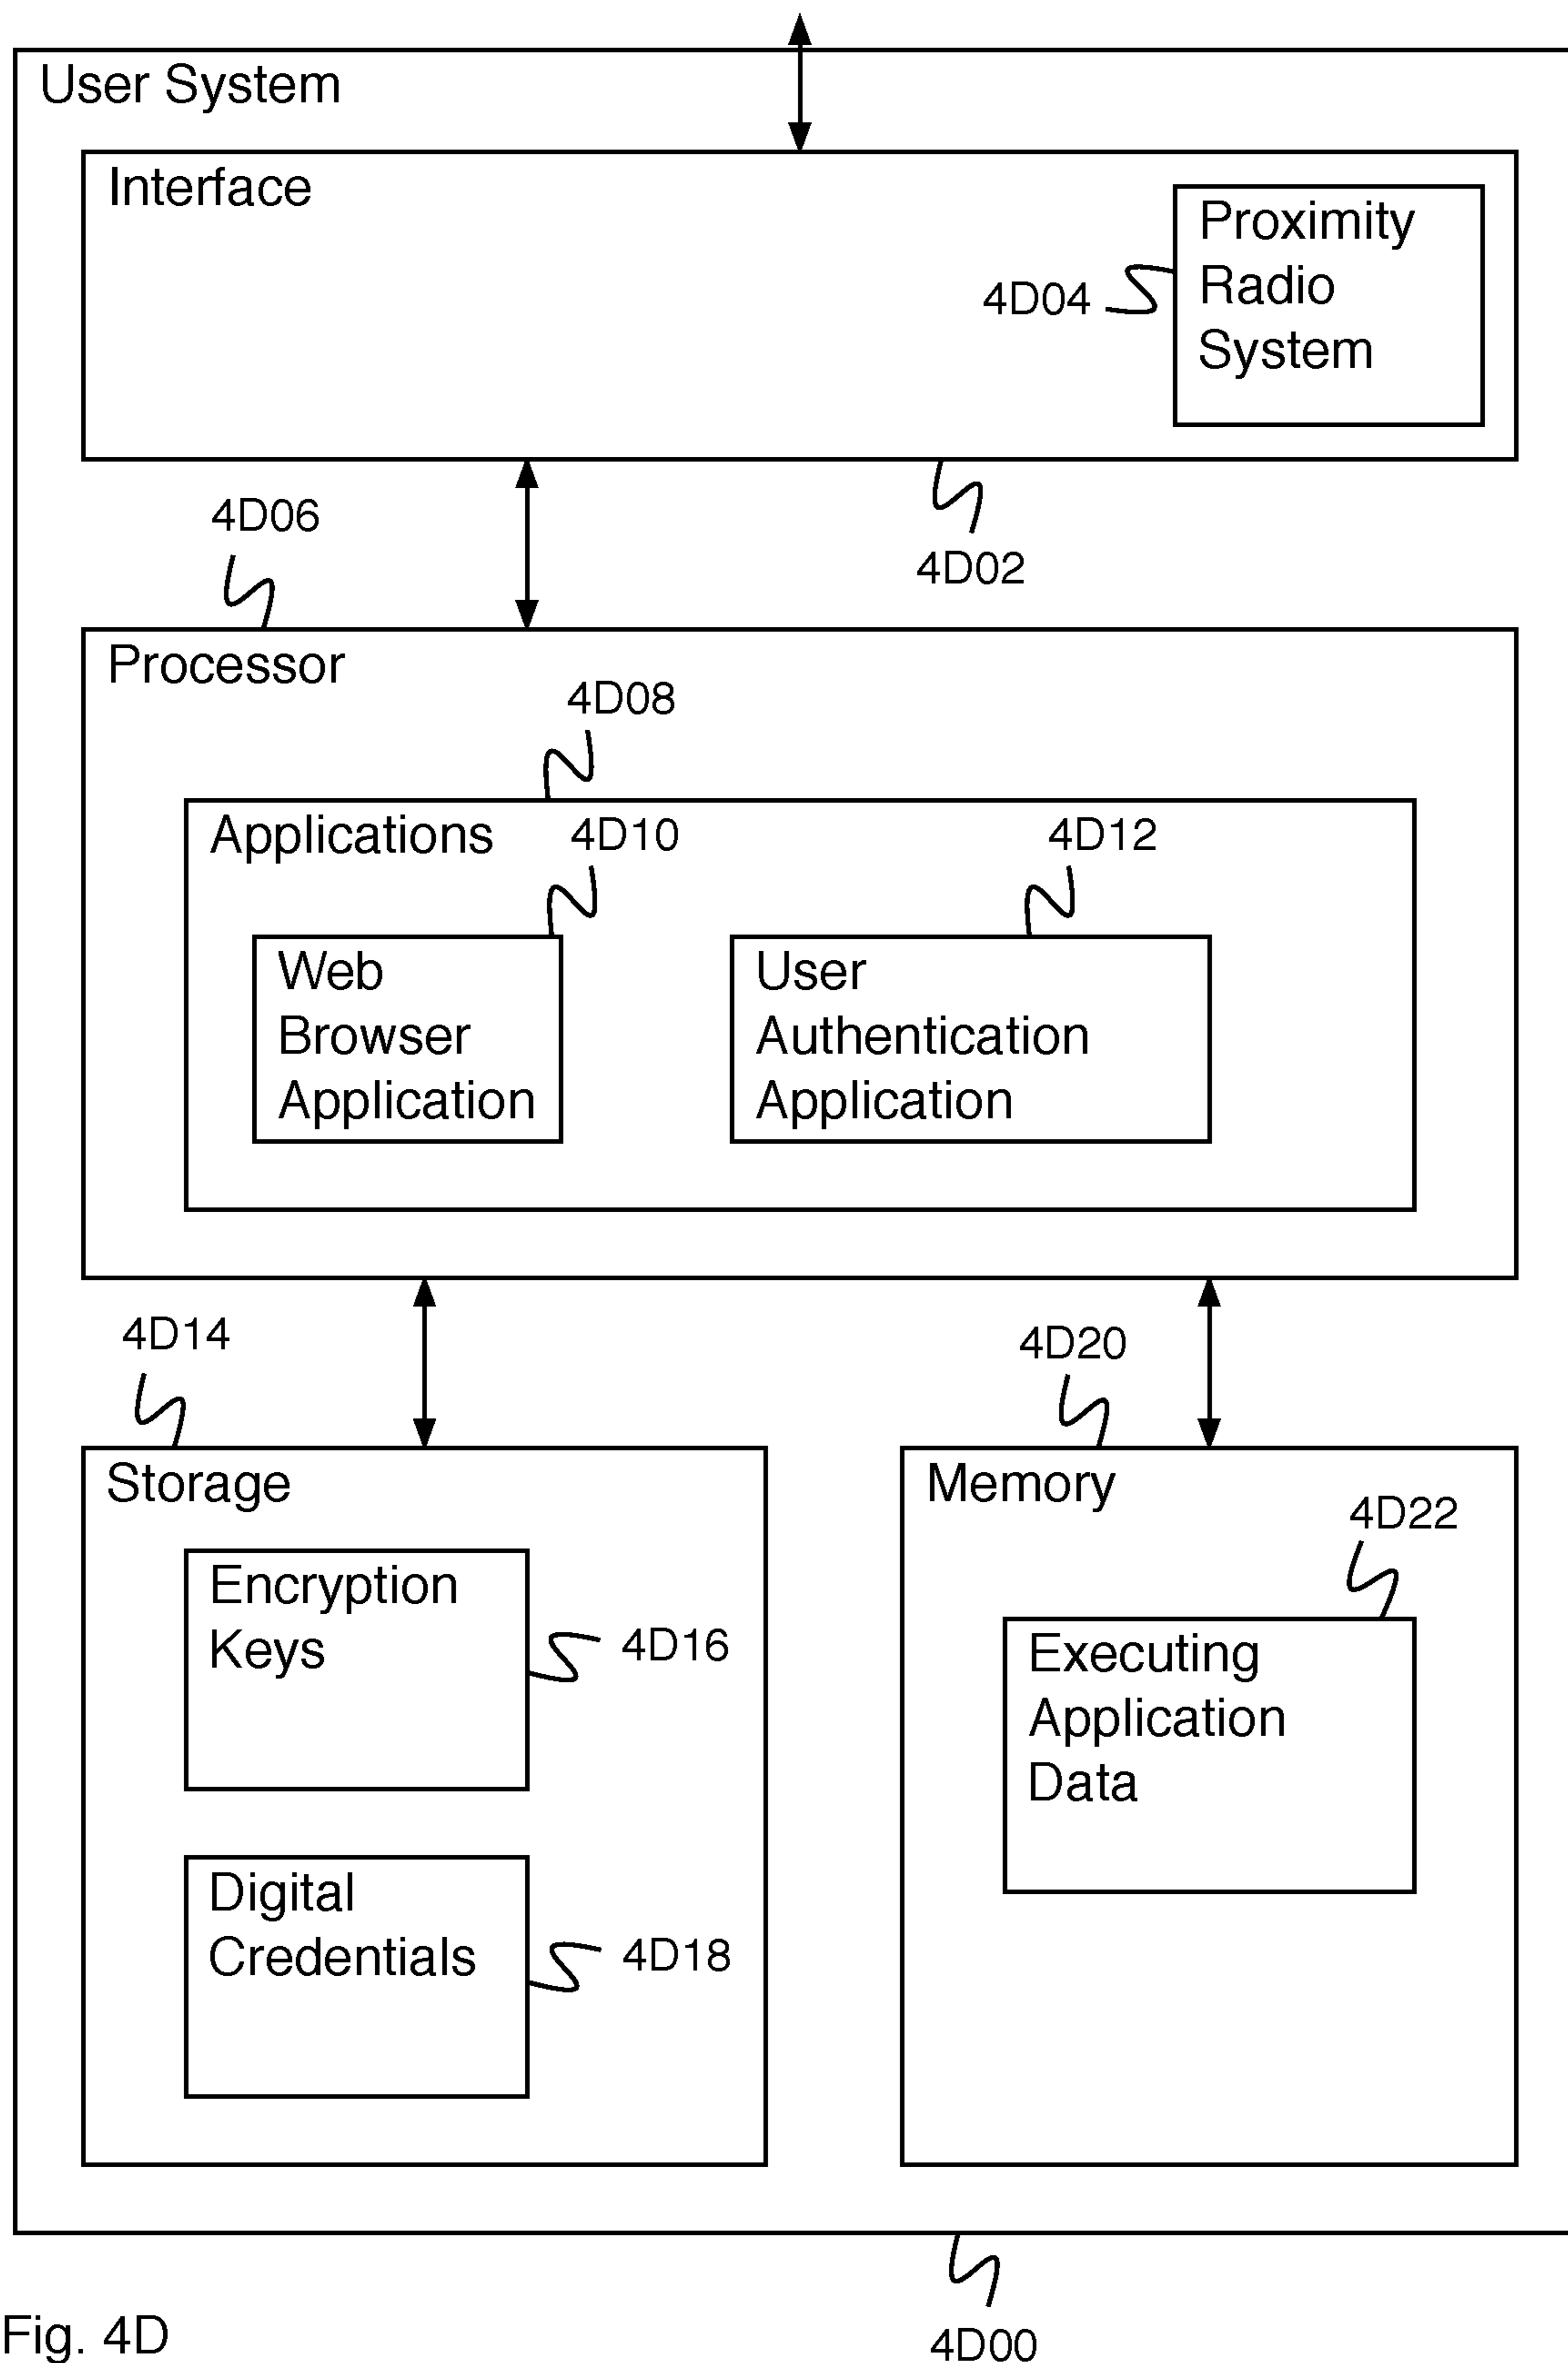 User System
Interface
Proximity
Radio
System
4D04
4D06
4D02
Processor
4D08
Applications
4D10
4D12
Web
Browser
Application
User
Authentication
Application
4D14
4D20
Storage
Memory
4D22
Encryption
Keys
4D16
Executing
Application
Data
Digital
Credentials
4D18
Fig. 4D
4D00